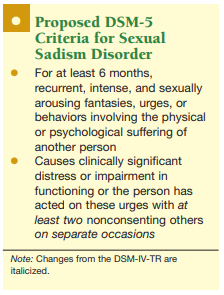 Proposed DSM-5
Criteria for Sexual
Sadism Disorder
● For at least 6 months,
recurrent, intense, and sexually
arousing fantasies, urges, or
behaviors involving the physical
or psychological suffering of
another person
● Causes clinically significant
distress or impairment in
functioning or the person has
acted on these urges with at
least two nonconsenting others
on separate occasions
Note: Changes from the DSM-IV-TR are
italicized.